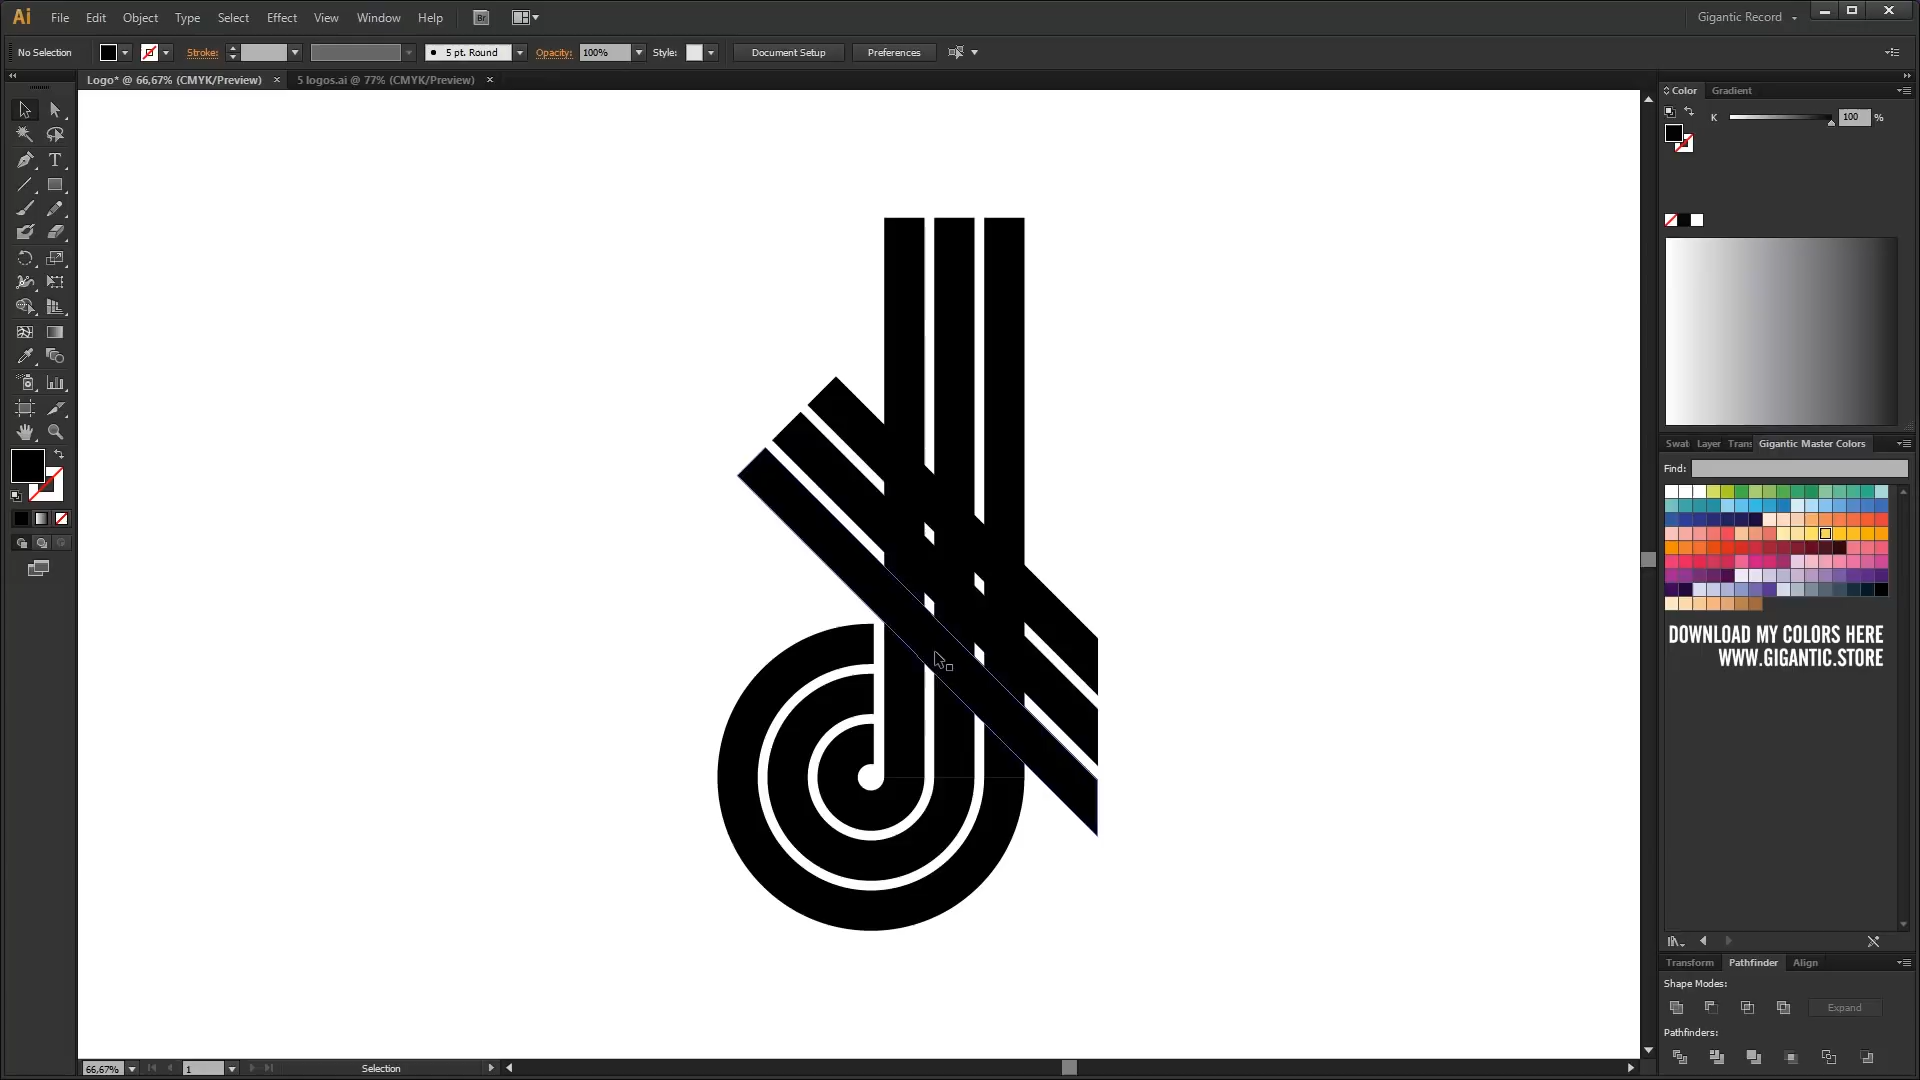 Ai File Edit Object Type Select Effect View Window Help Br Gigantic Record
No Selection Stroke: 5 pt. Round Opacity: 100% Style: Document Setup Preferences
Logo* @ 66,67% (CMYK/Preview) × 5 logos.ai @ 77% (CMYK/Preview) ×
Color Gradient
K 100 %
T
Swat Layer Trans Gigantic Master Colors
Find:
DOWNLOAD MY COLORS HERE
WWW.GIGANTIC.STORE
Transform Pathfinder Align
Shape Modes:
Expand
Pathfinders:
66,67% 1 Selection